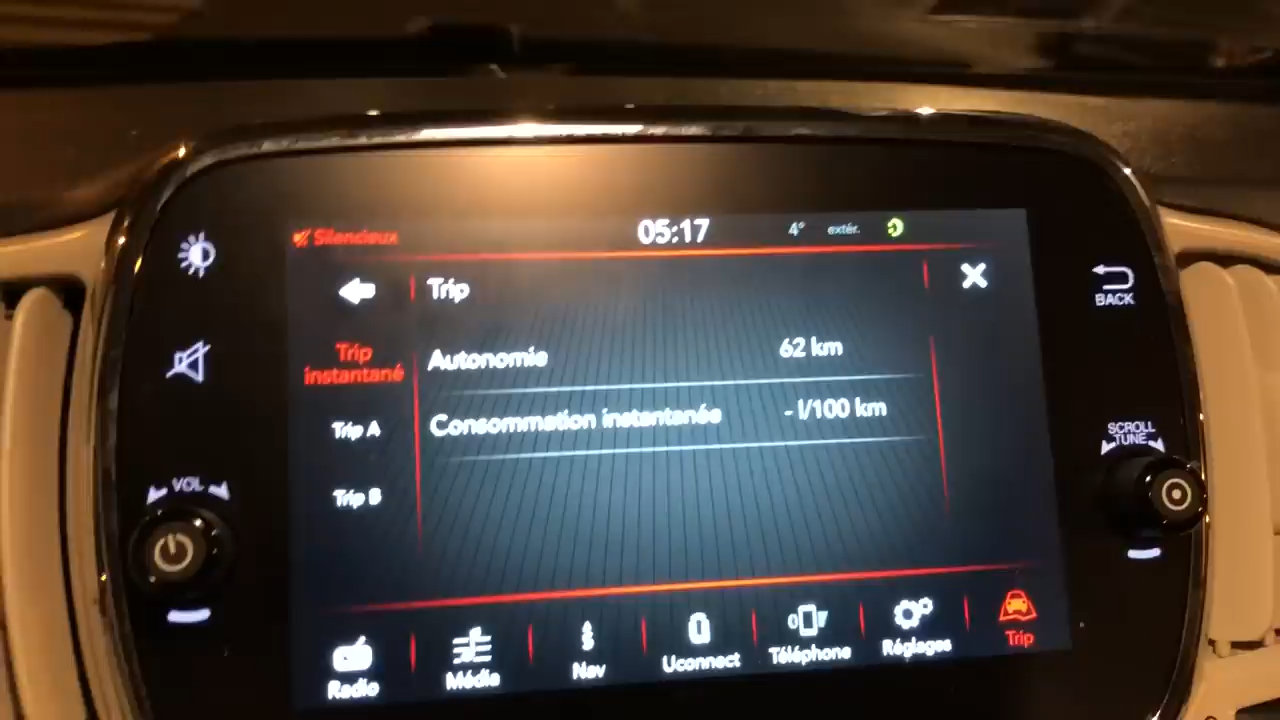 Silencieux
05:17
4° extér.
Trip
BACK
Trip
instantané
Autonomie 62 km
Consommation instantanée - l/100 km
Trip A
SCROLL
TUNE
Trip B
VOL
Radio
Média
Nav
Uconnect
Téléphone
Réglages
Trip